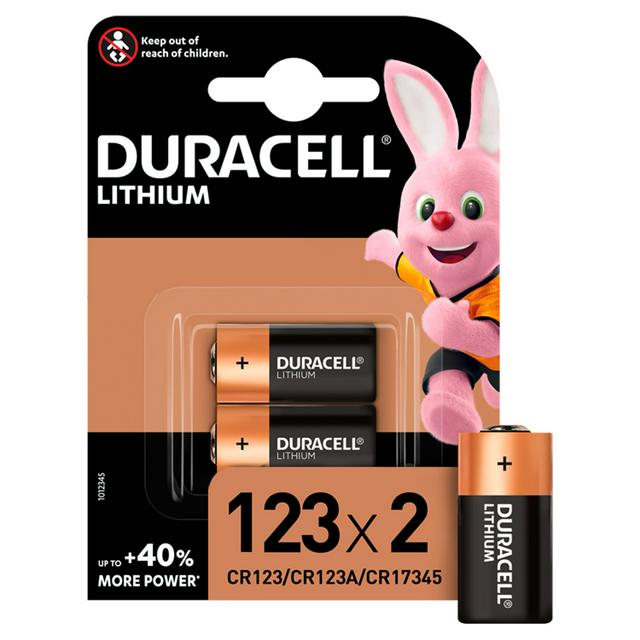 Keep out of
reach of children.
DURACELL®
LITHIUM
+ DURACELL®
LITHIUM
+ DURACELL®
LITHIUM
1012345
123 x 2
CR123/CR123A/CR17345
UP TO +40%
MORE POWER*
+
DURACELL®
LITHIUM